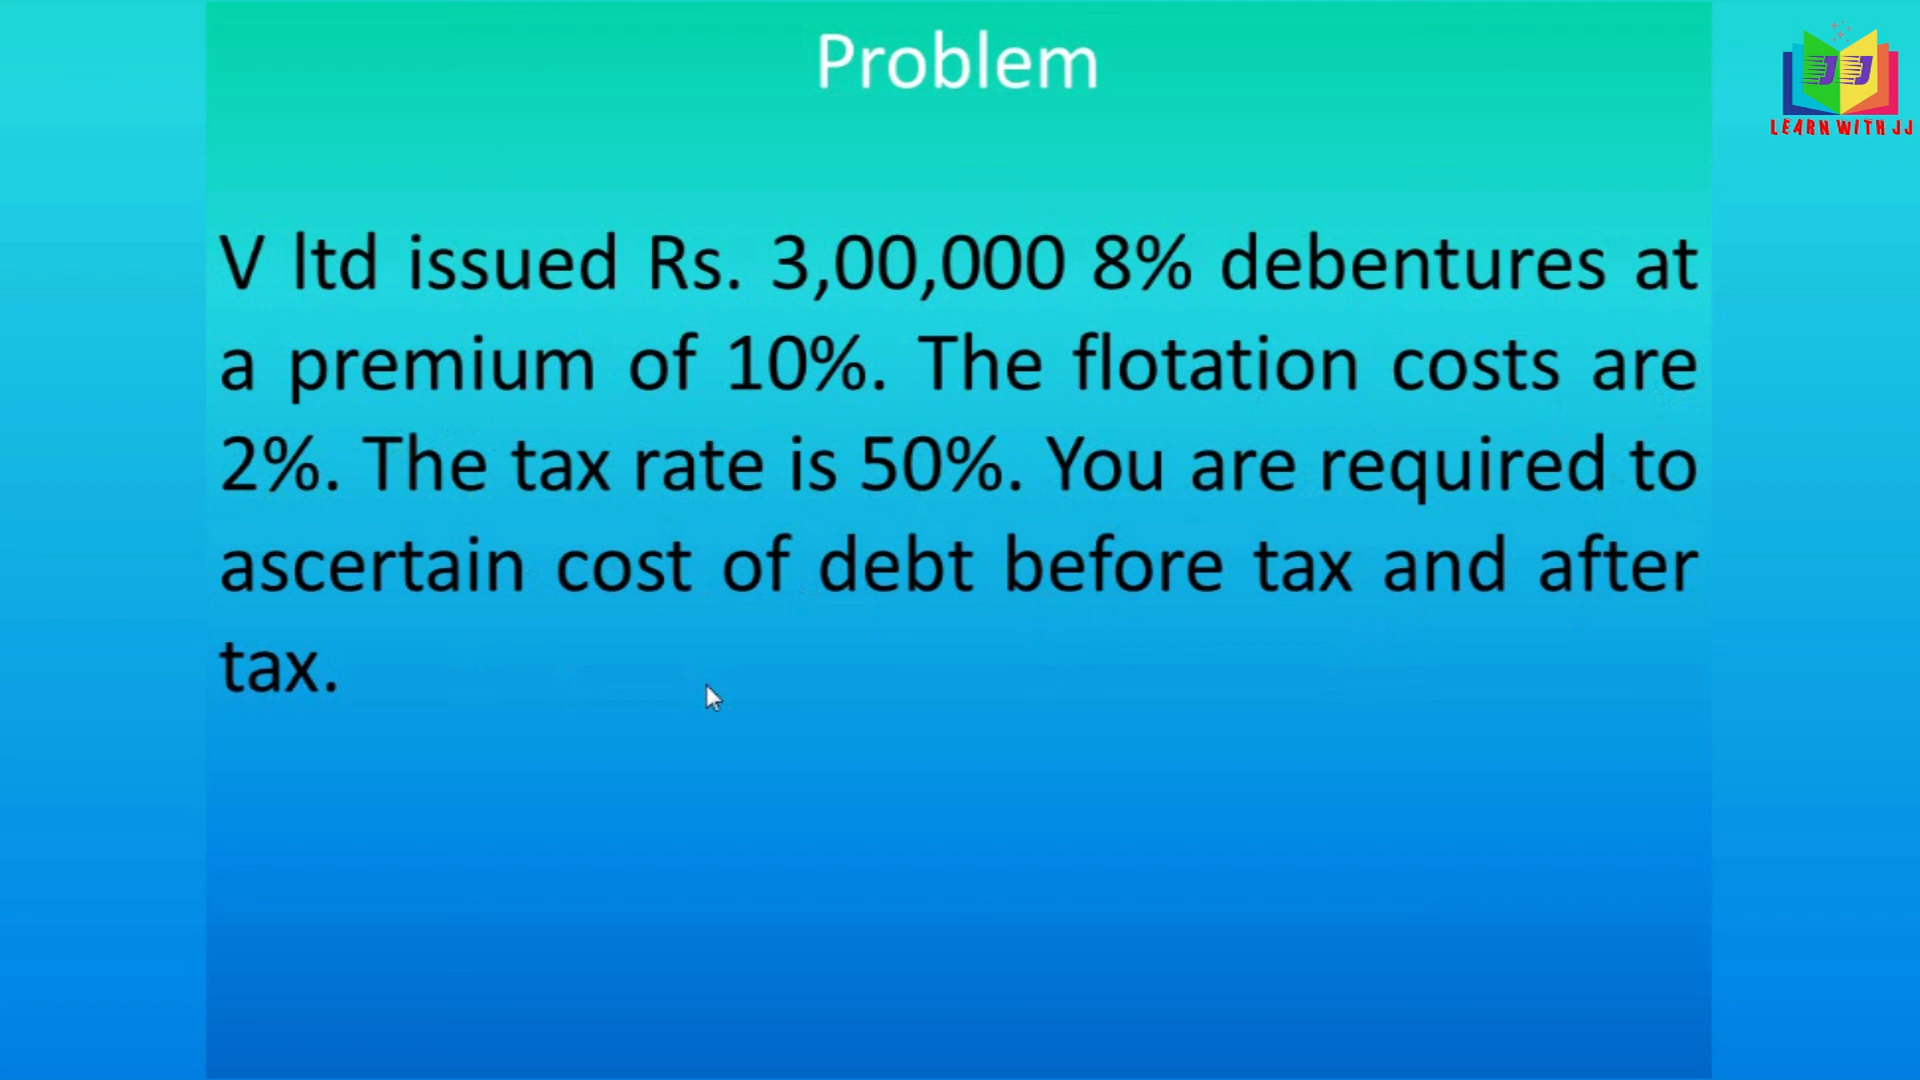 Problem
LEARN WITH JJ
V ltd issued Rs. 3,00,000 8% debentures at
a premium of 10%. The flotation costs are
2%. The tax rate is 50%. You are required to
ascertain cost of debt before tax and after
tax.